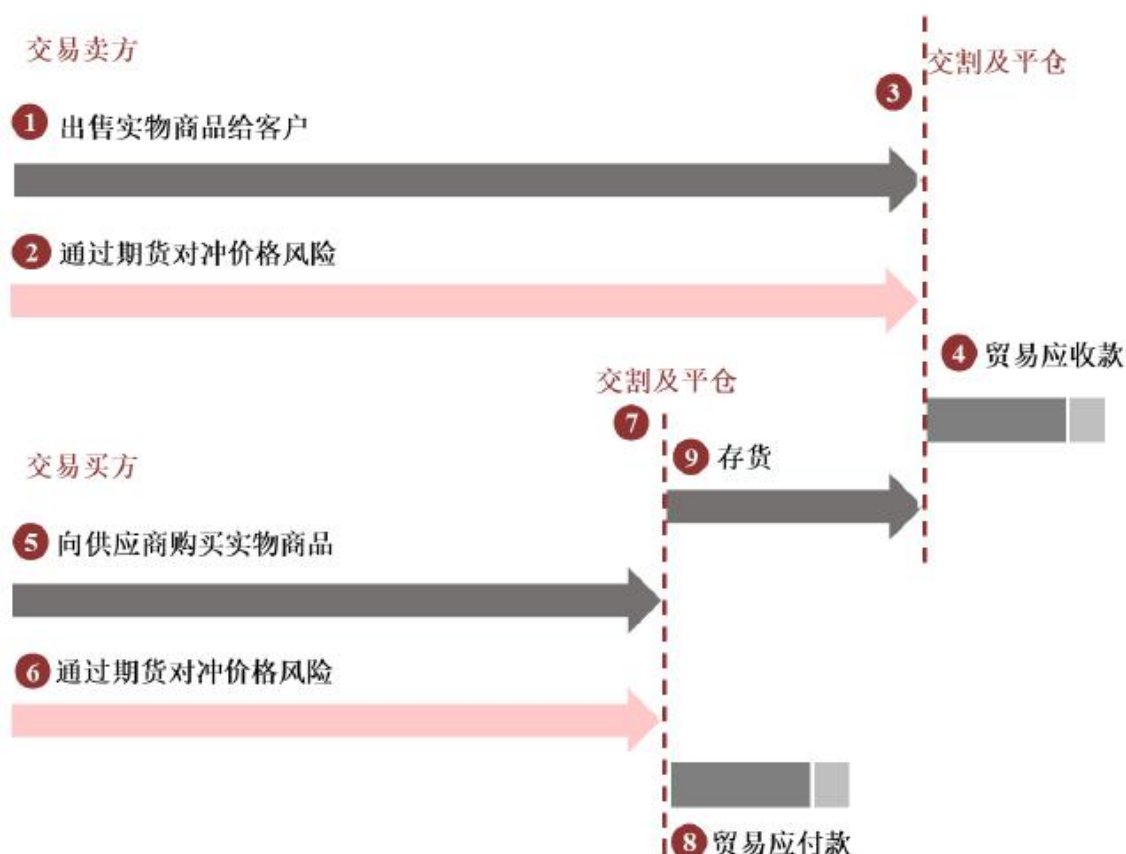 交易卖方
交割及平仓
3
1 出售实物商品给客户
2 通过期货对冲价格风险
4 贸易应收款
交割及平仓
7
9 存货
交易买方
5 向供应商购买实物商品
6 通过期货对冲价格风险
8 贸易应付款